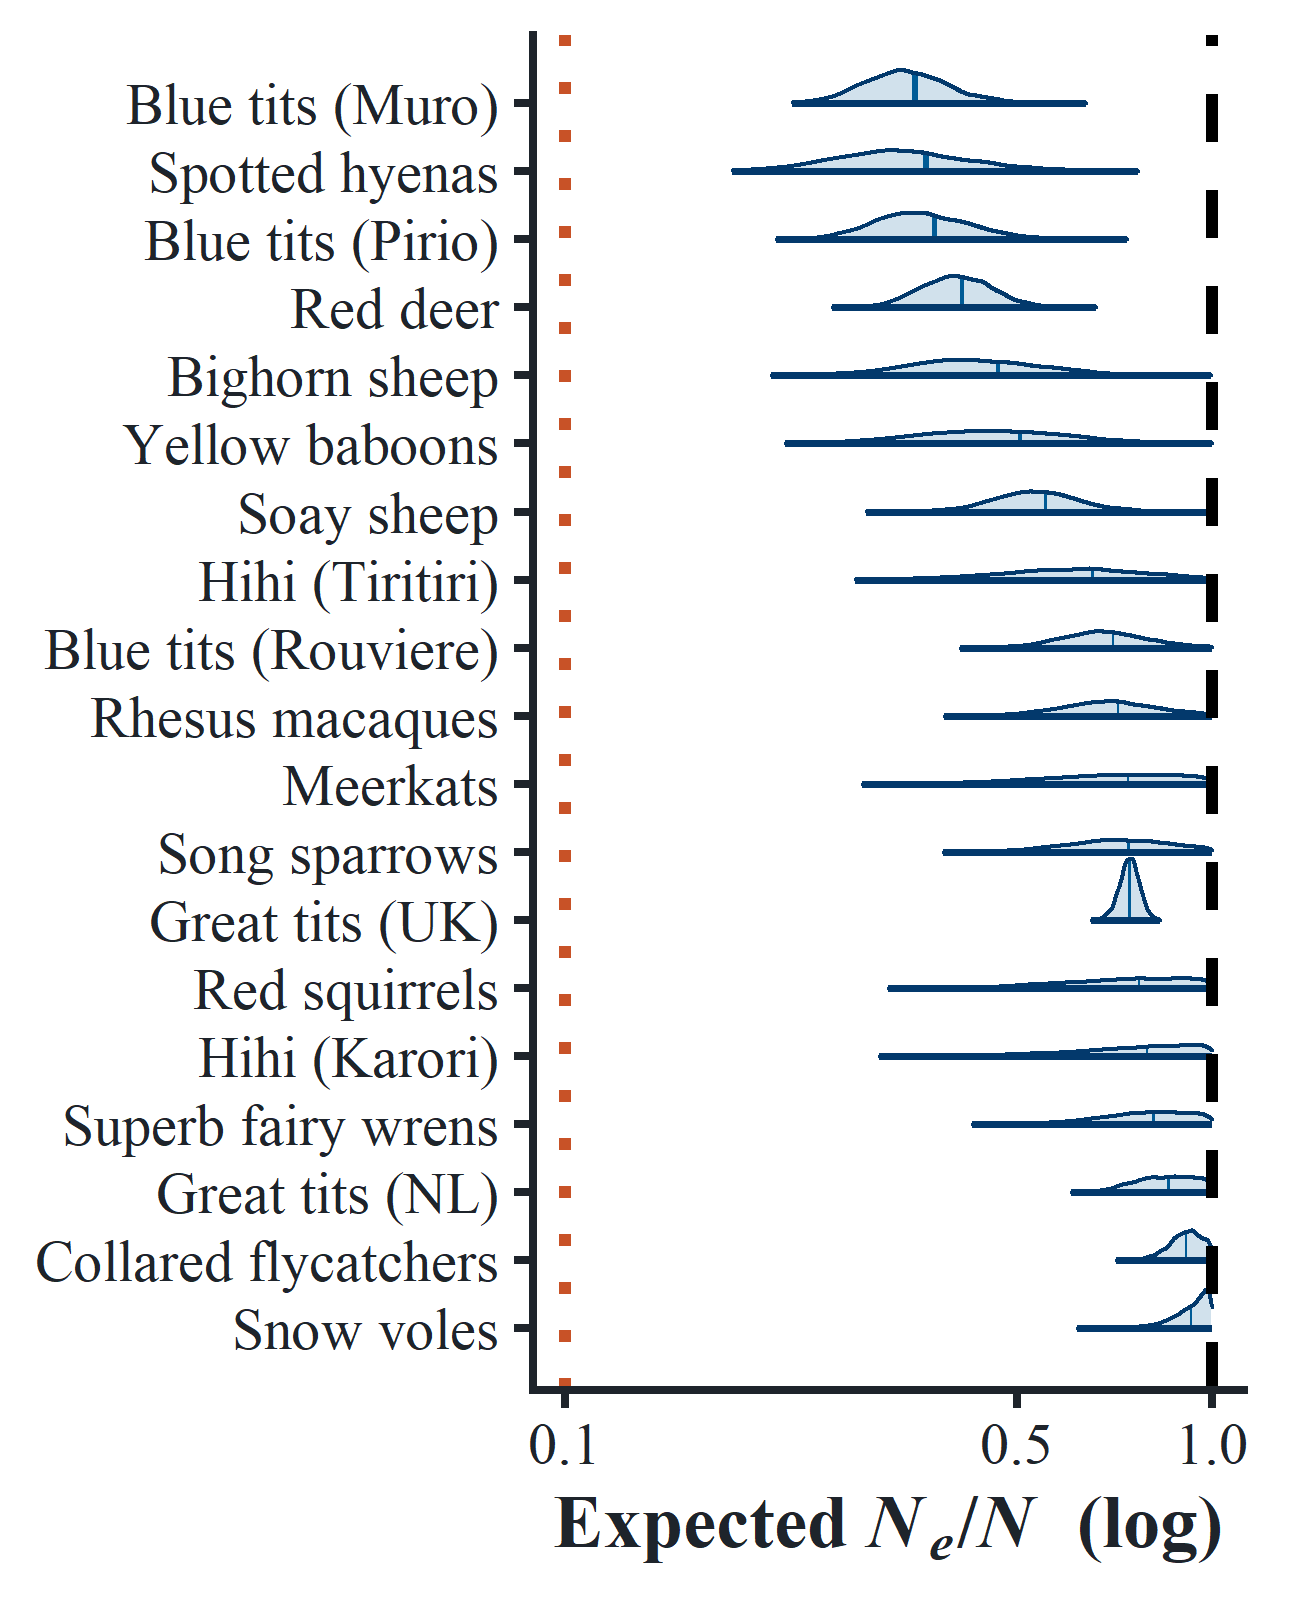 Blue tits (Muro)
Spotted hyenas
Blue tits (Pirio)
Red deer
Bighorn sheep
Yellow baboons
Soay sheep
Hihi (Tiritiri)
Blue tits (Rouviere)
Rhesus macaques
Meerkats
Song sparrows
Great tits (UK)
Red squirrels
Hihi (Karori)
Superb fairy wrens
Great tits (NL)
Collared flycatchers
Snow voles
0.1 0.5 1.0
Expected Ne/N (log)